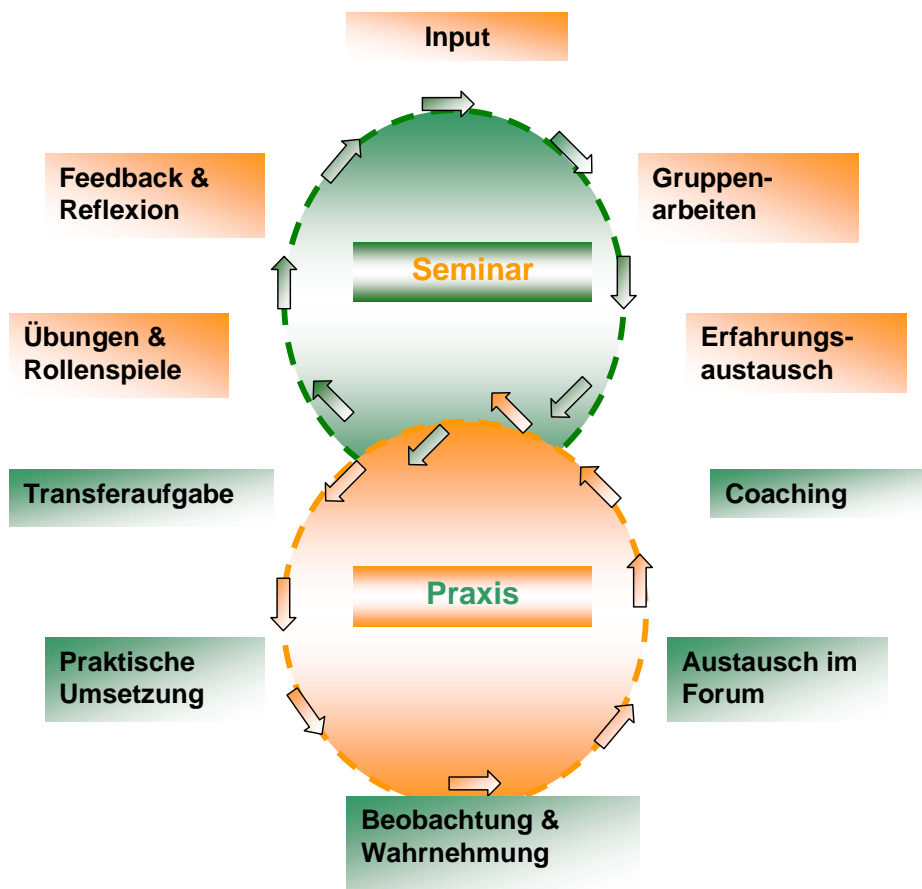 Input
Feedback &
Reflexion
Gruppen-
arbeiten
Seminar
Übungen &
Rollenspiele
Erfahrungs-
austausch
Transferaufgabe
Coaching
Praxis
Praktische
Umsetzung
Austausch im
Forum
Beobachtung &
Wahrnehmung